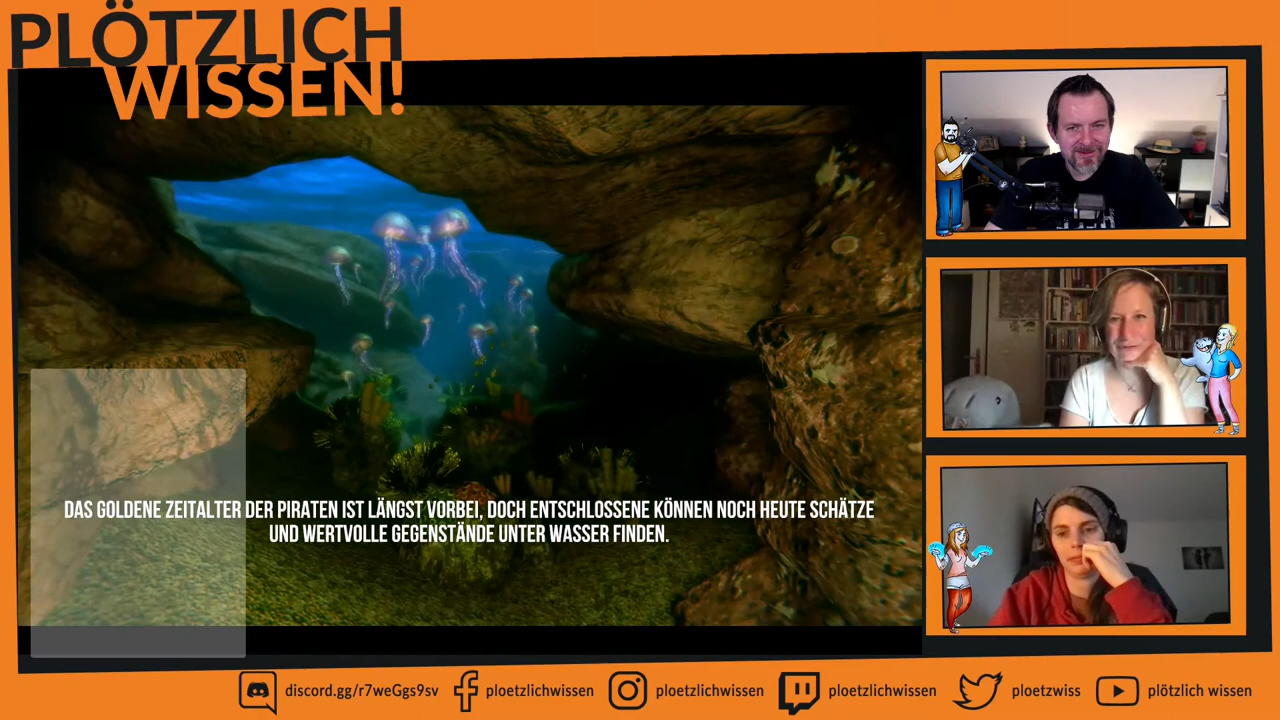 PLÖTZLICH
WISSEN!
DAS GOLDENE ZEITALTER DER PIRATEN IST LÄNGST VORBEI, DOCH ENTSCHLOSSENE KÖNNEN NOCH HEUTE SCHÄTZE
UND WERTVOLLE GEGENSTÄNDE UNTER WASSER FINDEN.
discord.gg/r7weGgs9sv ploetzlichwissen ploetzlichwissen ploetzlichwissen ploetzwiss plötzlich wissen